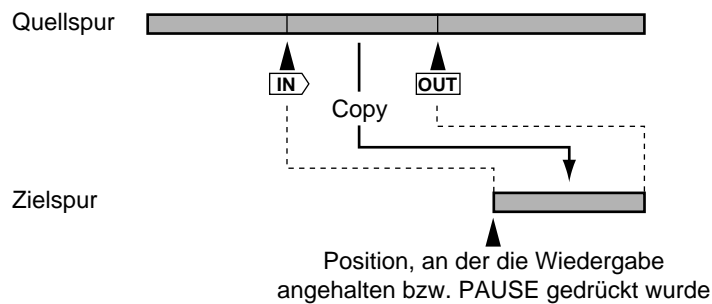 Quellspur
IN
OUT
Copy
Zielspur
Position, an der die Wiedergabe
angehalten bzw. PAUSE gedrückt wurde